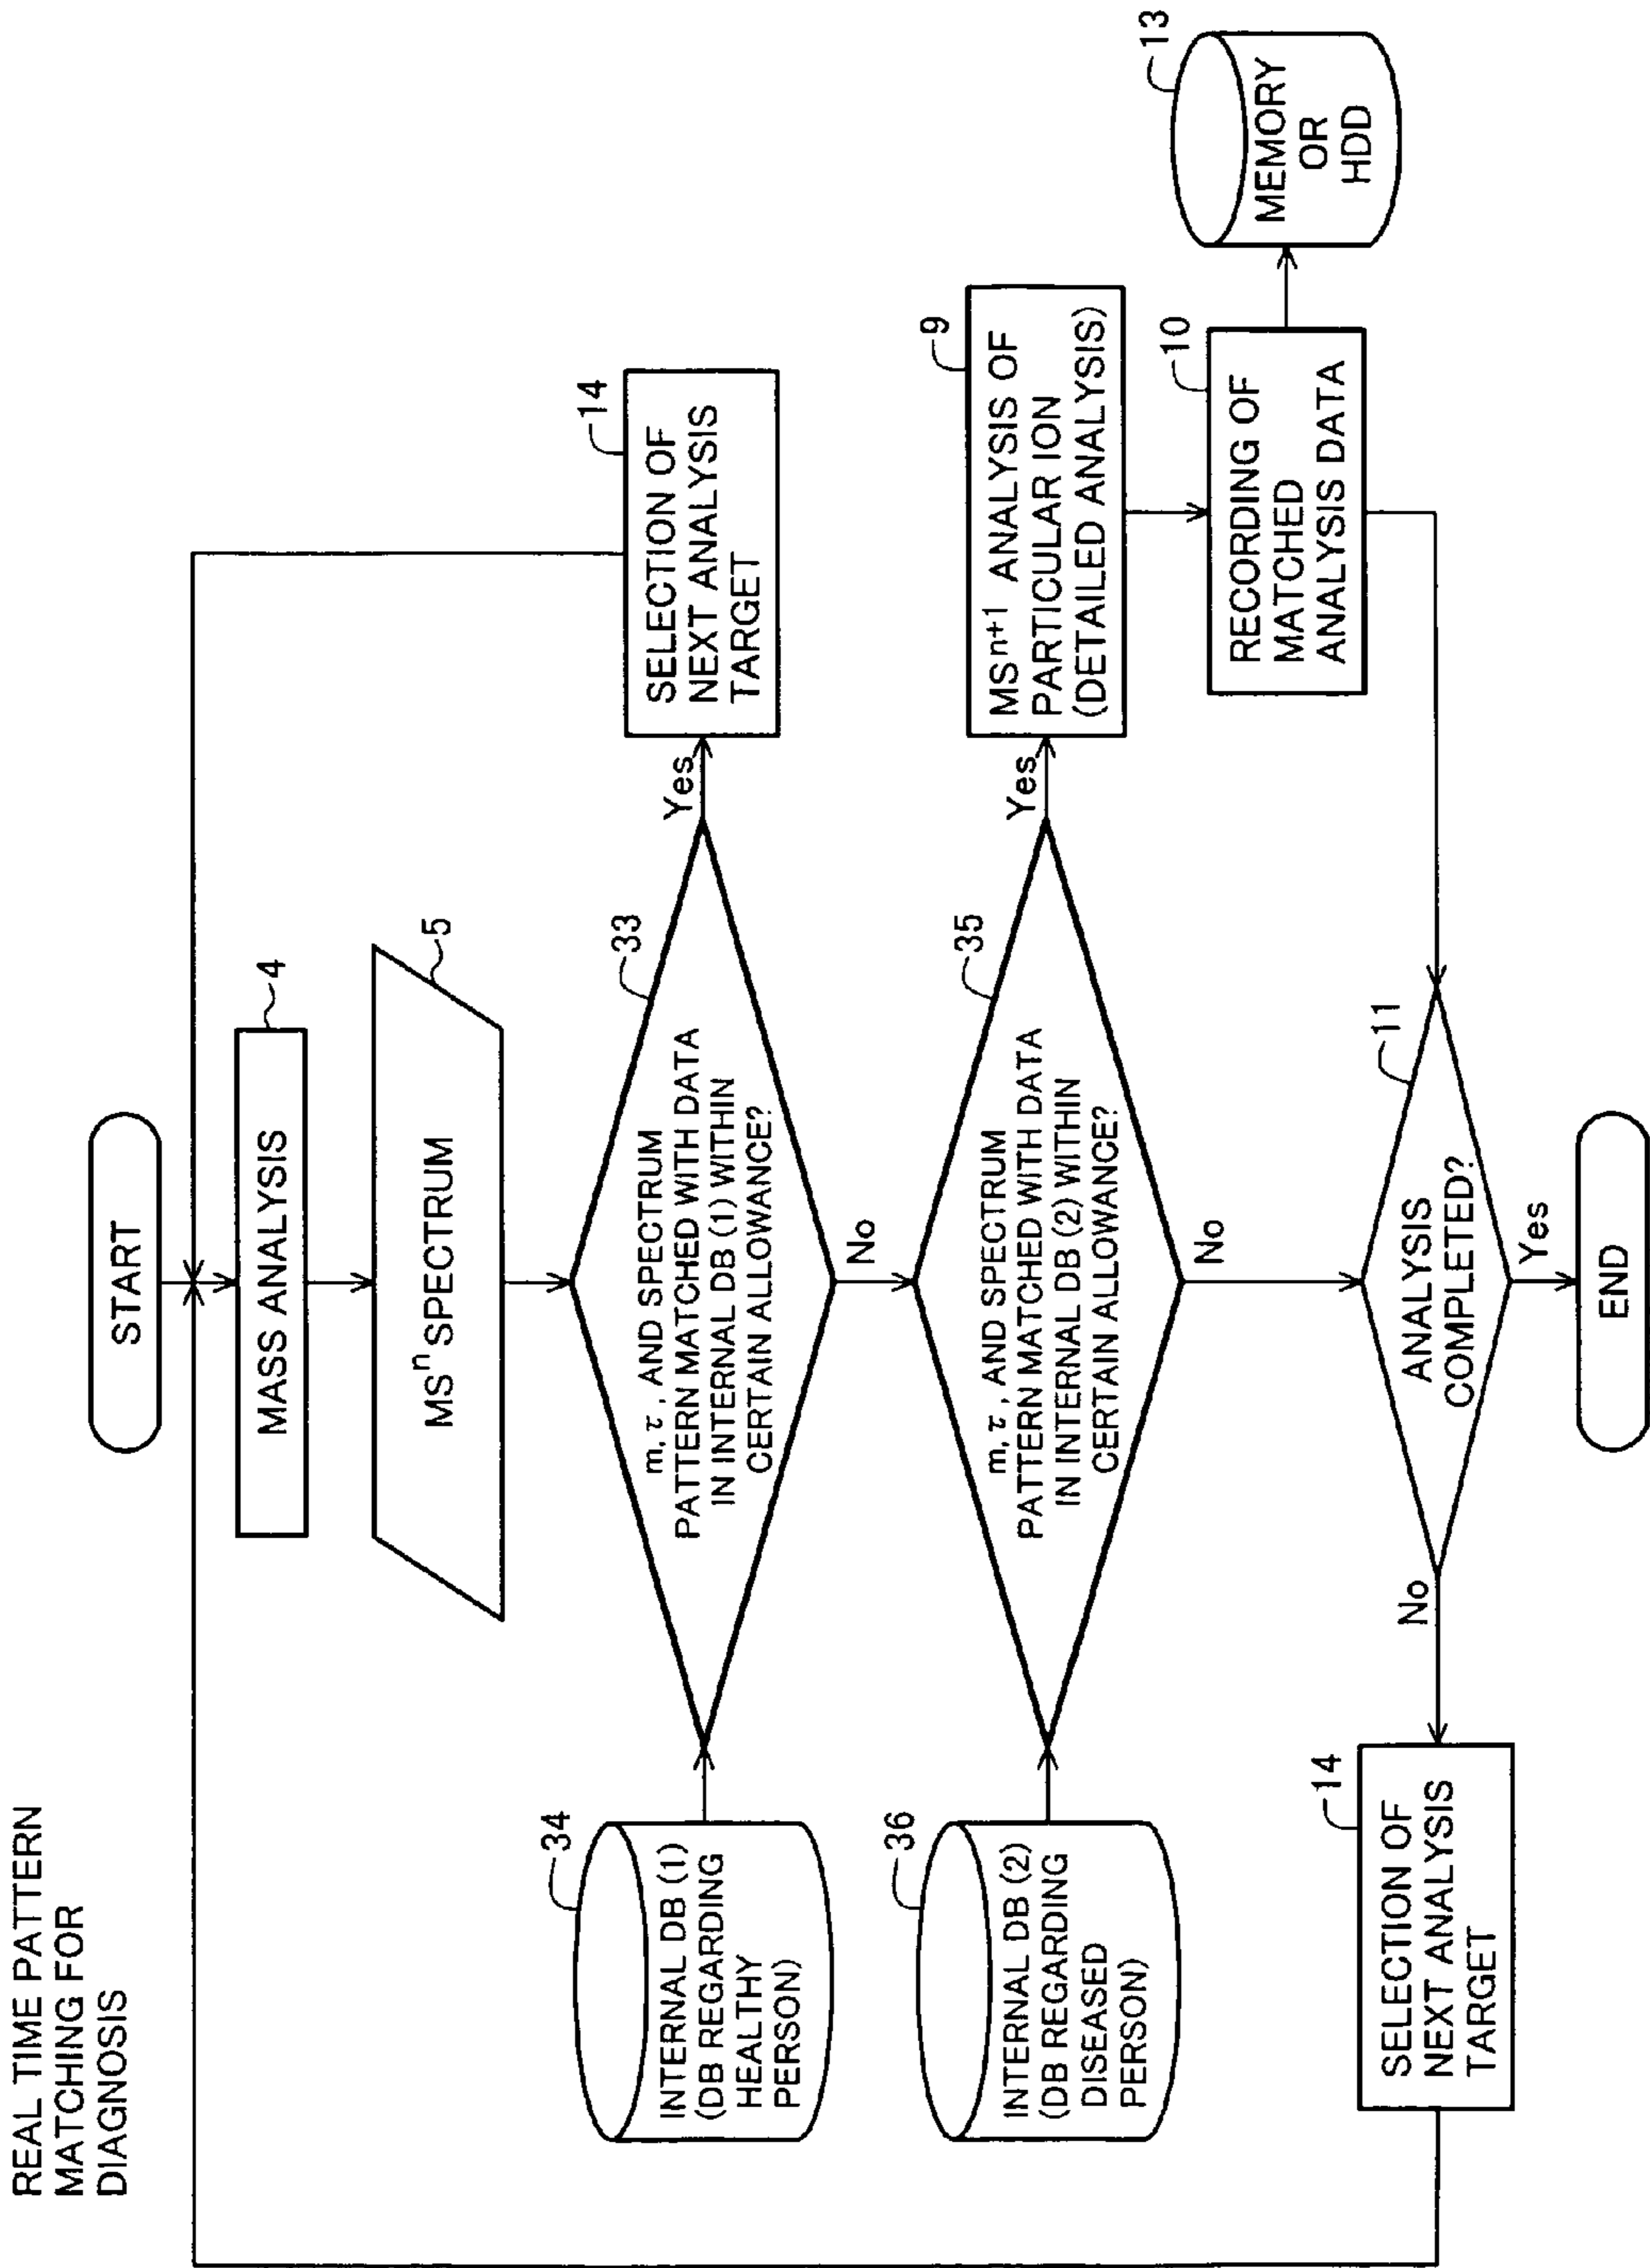 REAL TIME PATTERN
MATCHING FOR
DIAGNOSIS
START
4
MASS ANALYSIS
5
MSⁿ SPECTRUM
34
INTERNAL DB (1)
(DB REGARDING
HEALTHY
PERSON)
33
m, τ, AND SPECTRUM
PATTERN MATCHED WITH DATA
IN INTERNAL DB (1) WITHIN
CERTAIN ALLOWANCE?
Yes
14
SELECTION OF
NEXT ANALYSIS
TARGET
No
36
INTERNAL DB (2)
(DB REGARDING
DISEASED
PERSON)
35
m, τ, AND SPECTRUM
PATTERN MATCHED WITH DATA
IN INTERNAL DB (2) WITHIN
CERTAIN ALLOWANCE?
Yes
9
MSⁿ⁺¹ ANALYSIS OF
PARTICULAR ION
(DETAILED ANALYSIS)
10
RECORDING OF
MATCHED
ANALYSIS DATA
13
MEMORY
OR
HDD
No
11
ANALYSIS
COMPLETED?
No
14
SELECTION OF
NEXT ANALYSIS
TARGET
Yes
END